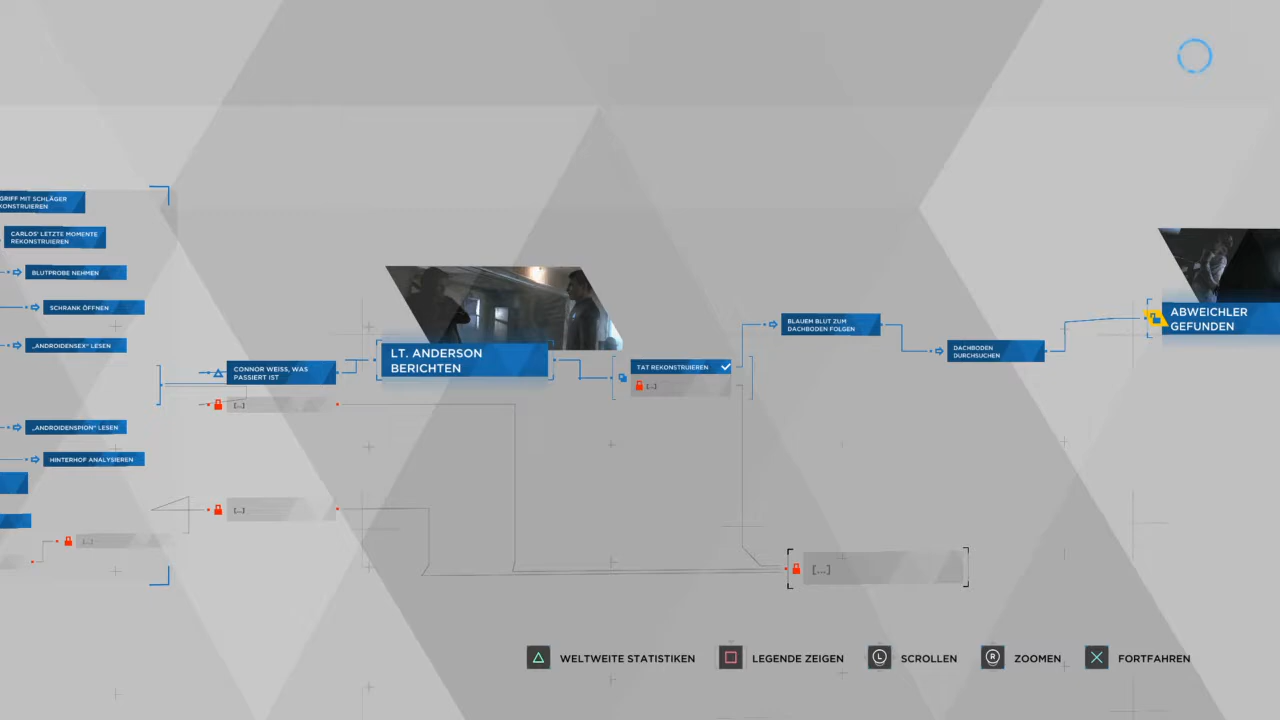 GRIFF MIT SCHLÄGER
KONSTRUIEREN
CARLOS' LETZTE MOMENTE
REKONSTRUIEREN
BLUTPROBE NEHMEN
SCHRANK ÖFFNEN
„ANDROIDENSEX" LESEN
„ANDROIDENSPION" LESEN
HINTERHOF ANALYSIEREN
[...]
CONNOR WEISS, WAS
PASSIERT IST
[...]
[...]
LT. ANDERSON
BERICHTEN
TAT REKONSTRUIEREN
[...]
BLAUEM BLUT ZUM
DACHBODEN FOLGEN
DACHBODEN
DURCHSUCHEN
[...]
ABWEICHLER
GEFUNDEN
WELTWEITE STATISTIKEN
LEGENDE ZEIGEN
L
SCROLLEN
R
ZOOMEN
FORTFAHREN